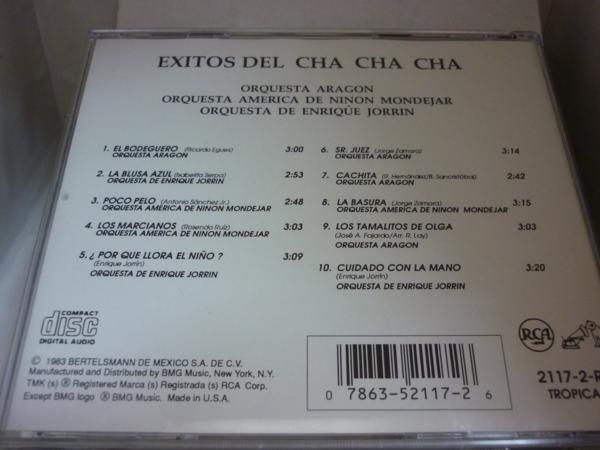 EXITOS DEL CHA CHA CHA
ORQUESTA ARAGON
ORQUESTA AMERICA DE NINON MONDEJAR
ORQUESTA DE ENRIQUE JORRIN
1. EL BODEGUERO (Ricardo Egues) 3:00
ORQUESTA ARAGON
2. LA BLUSA AZUL (Isabelita Serpa) 2:53
ORQUESTA DE ENRIQUE JORRIN
3. POCO PELO (Antonio Sánchez Jr.) 2:48
ORQUESTA AMERICA DE NINON MONDEJAR
4. LOS MARCIANOS (Rosendo Ruiz) 3:03
ORQUESTA AMERICA DE NINON MONDEJAR
5. ¿ POR QUE LLORA EL NIÑO ? 3:09
(Enrique Jorrín)
ORQUESTA DE ENRIQUE JORRIN
6. SR. JUEZ (Jorge Zamora) 3:14
ORQUESTA ARAGON
7. CACHITA (R. Hernández/B. Sancristóbal) 2:42
ORQUESTA ARAGON
8. LA BASURA (Jorge Zamora) 3:15
ORQUESTA AMERICA DE NINON MONDEJAR
9. LOS TAMALITOS DE OLGA 3:03
(José A. Fajardo/Arr. R. Lay)
ORQUESTA ARAGON
10. CUIDADO CON LA MANO 3:20
(Enrique Jorrín)
ORQUESTA DE ENRIQUE JORRIN
COMPACT
disc
DIGITAL AUDIO
© 1983 BERTELSMANN DE MEXICO S.A. DE C.V.
Manufactured and Distributed by BMG Music, New York, N.Y.
TMK (s) ® Registered Marca (s) Registrada (s) RCA Corp.
Except BMG logo ® BMG Music. Made in U.S.A.
0 7863-52117-2 6
RCA
2117-2-R
TROPICA